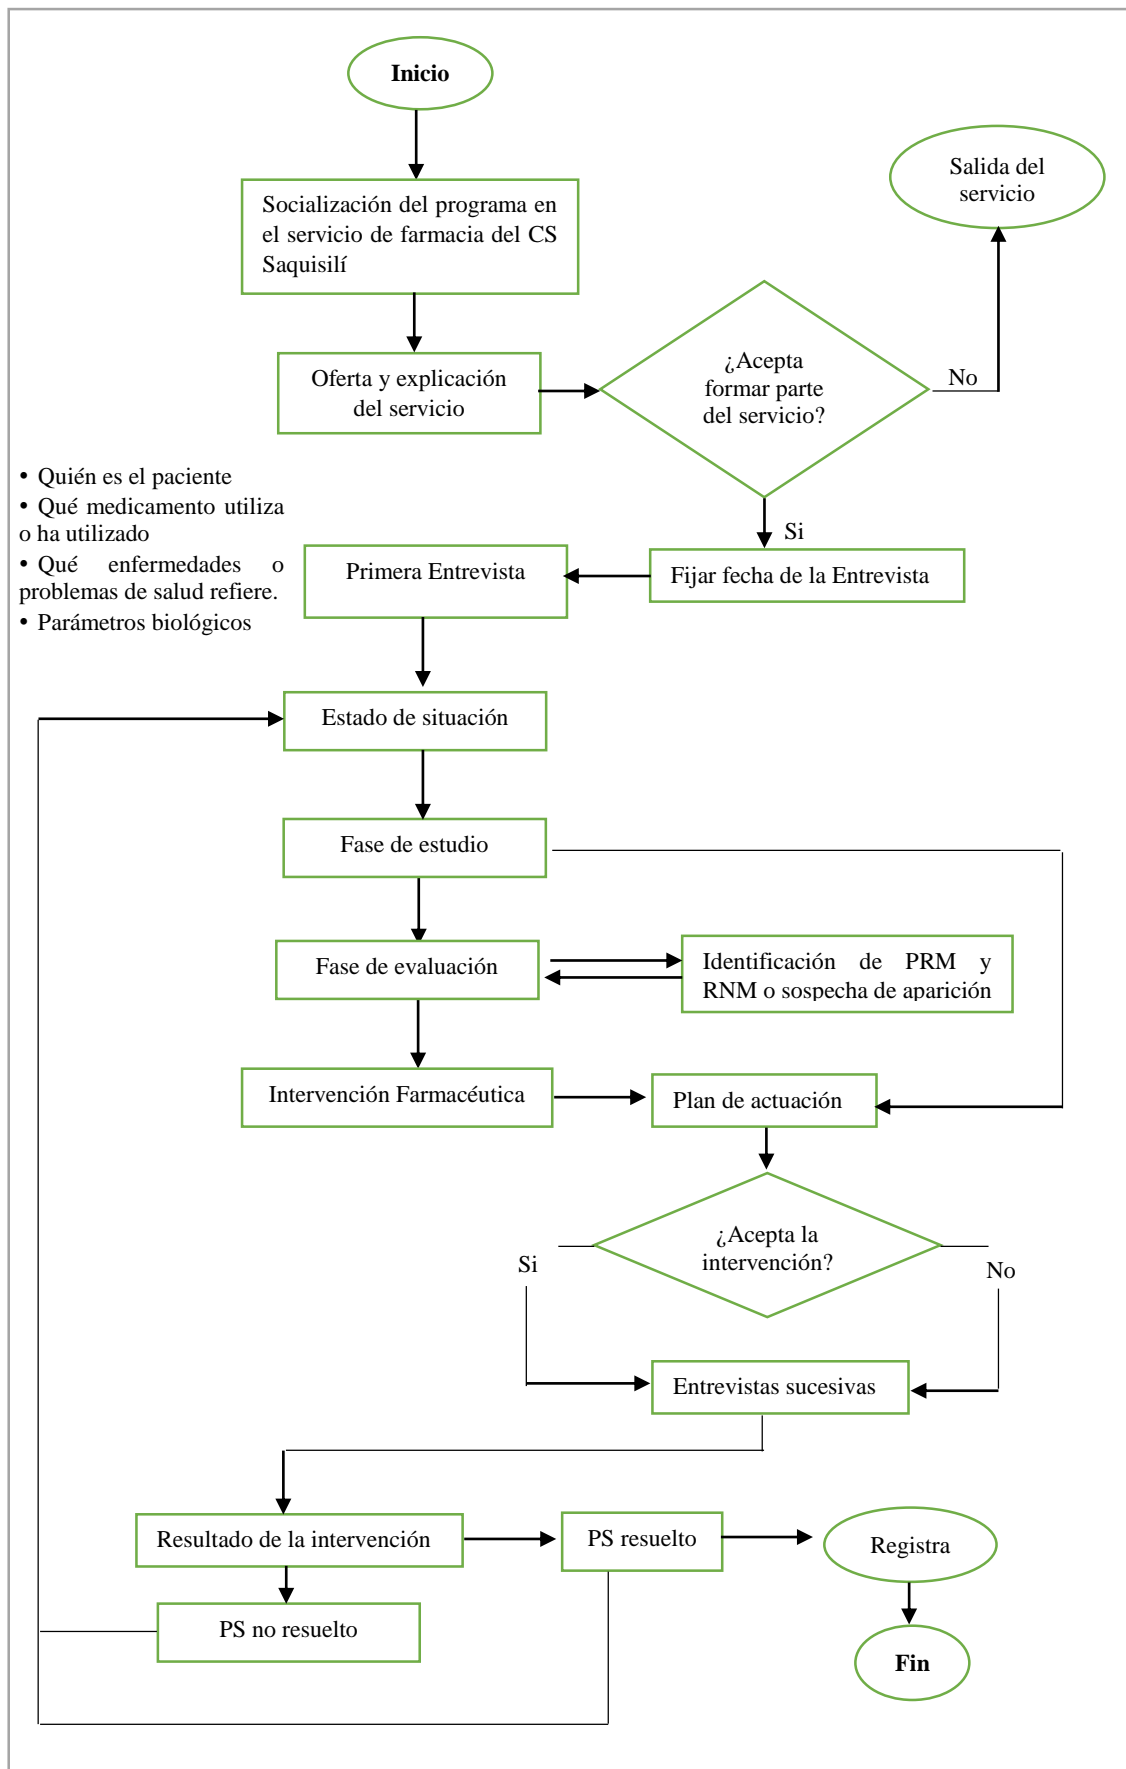 Inicio
Salida del
servicio
Socialización del programa en
el servicio de farmacia del CS
Saquisilí
¿Acepta
formar parte
del servicio?
No
Oferta y explicación
del servicio
• Quién es el paciente
• Qué medicamento utiliza
o ha utilizado
• Qué enfermedades o
problemas de salud refiere.
• Parámetros biológicos
Si
Primera Entrevista
Fijar fecha de la Entrevista
Estado de situación
Fase de estudio
Fase de evaluación
Identificación de PRM y
RNM o sospecha de aparición
Intervención Farmacéutica
Plan de actuación
¿Acepta la
intervención?
Si
No
Entrevistas sucesivas
Resultado de la intervención
PS resuelto
Registra
PS no resuelto
Fin